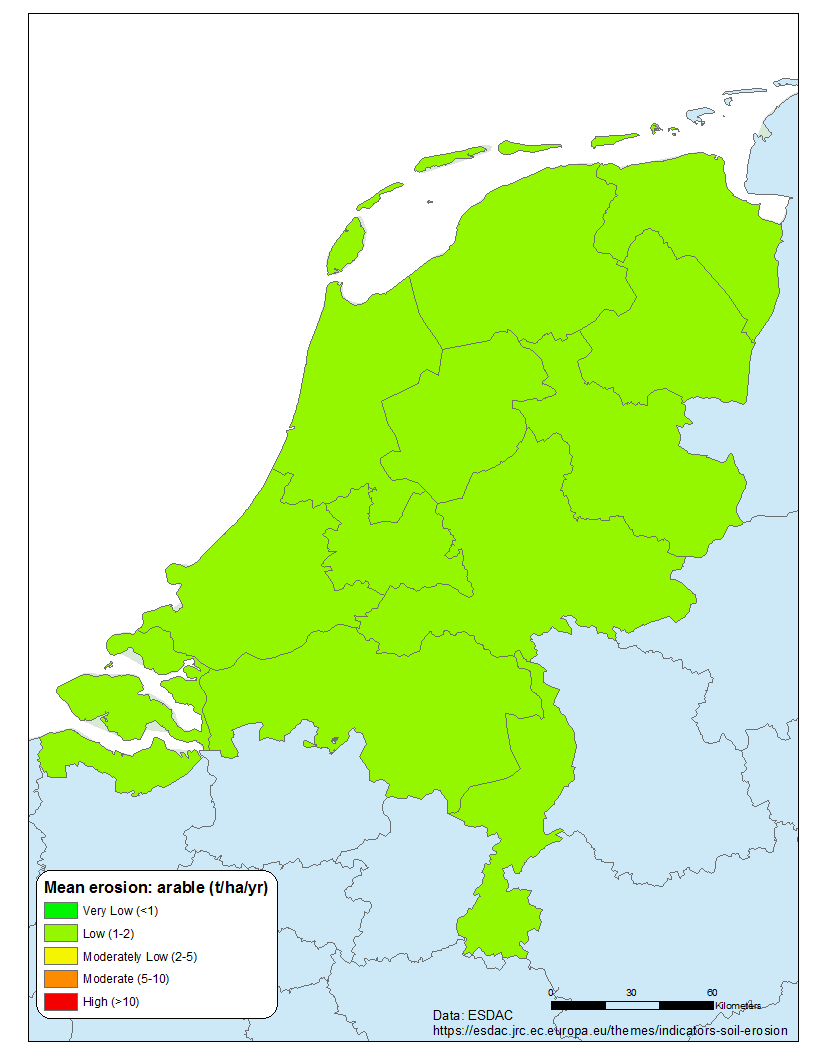 Mean erosion: arable (t/ha/yr)
Very Low (<1)
Low (1-2)
Moderately Low (2-5)
Moderate (5-10)
High (>10)
0 30 60
Kilometers
Data: ESDAC
https://esdac.jrc.ec.europa.eu/themes/indicators-soil-erosion